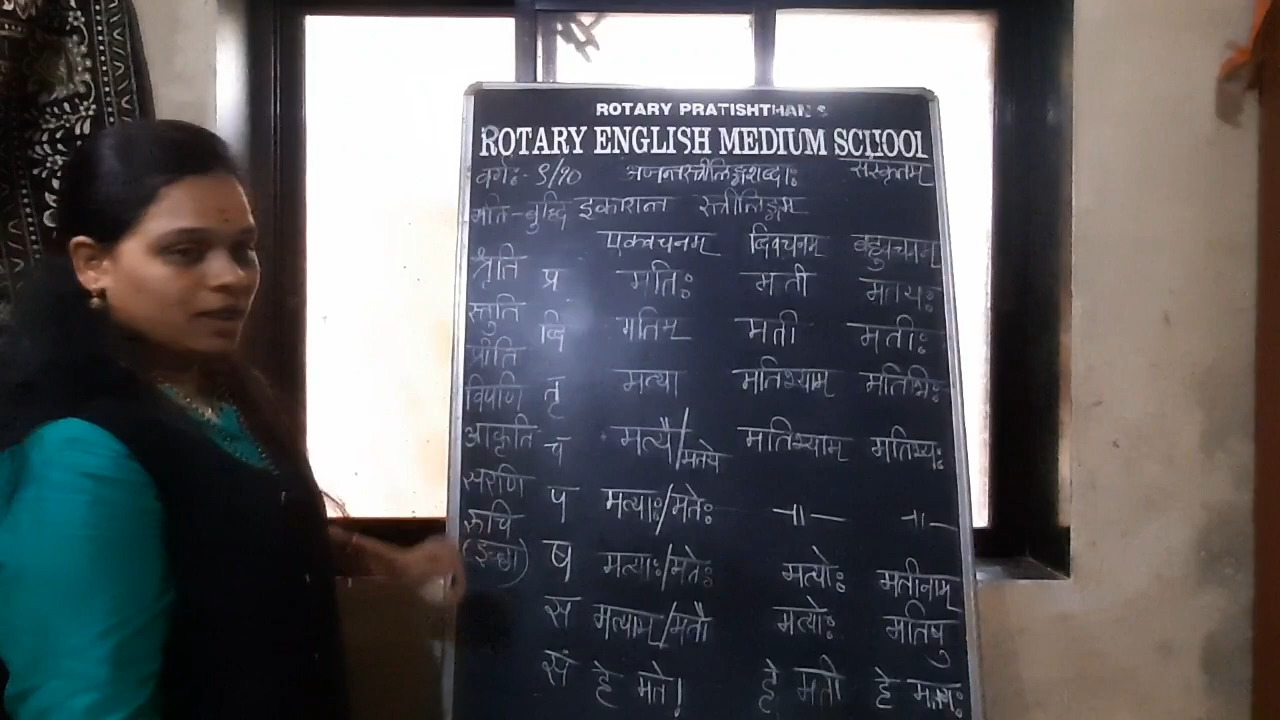 ROTARY PRATISHTHAN'S
ROTARY ENGLISH MEDIUM SCHOOL
वर्गः - ९/१० अजन्तस्त्रीलिङ्गशब्दाः संस्कृतम्
मति - बुद्धि इकारान्त स्त्रीलिङ्गम्
एकवचनम् द्विवचनम् बहुवचनम्
श्रृति प्र मतिः मती मतयः
स्तुति द्वि मतिम् मती मतीः
प्रीति
विपणि तृ मत्या मतिभ्याम् मतिभिः
आकृति च मत्यै/मतये मतिभ्याम् मतिभ्यः
सरणि प मत्याः/मतेः -॥- -॥-
रुचि
(इच्छा) ष मत्याः/मतेः मत्योः मतीनाम्
स मत्याम्/मतौ मत्योः मतिषु
सं हे मते! हे मती हे मतयः